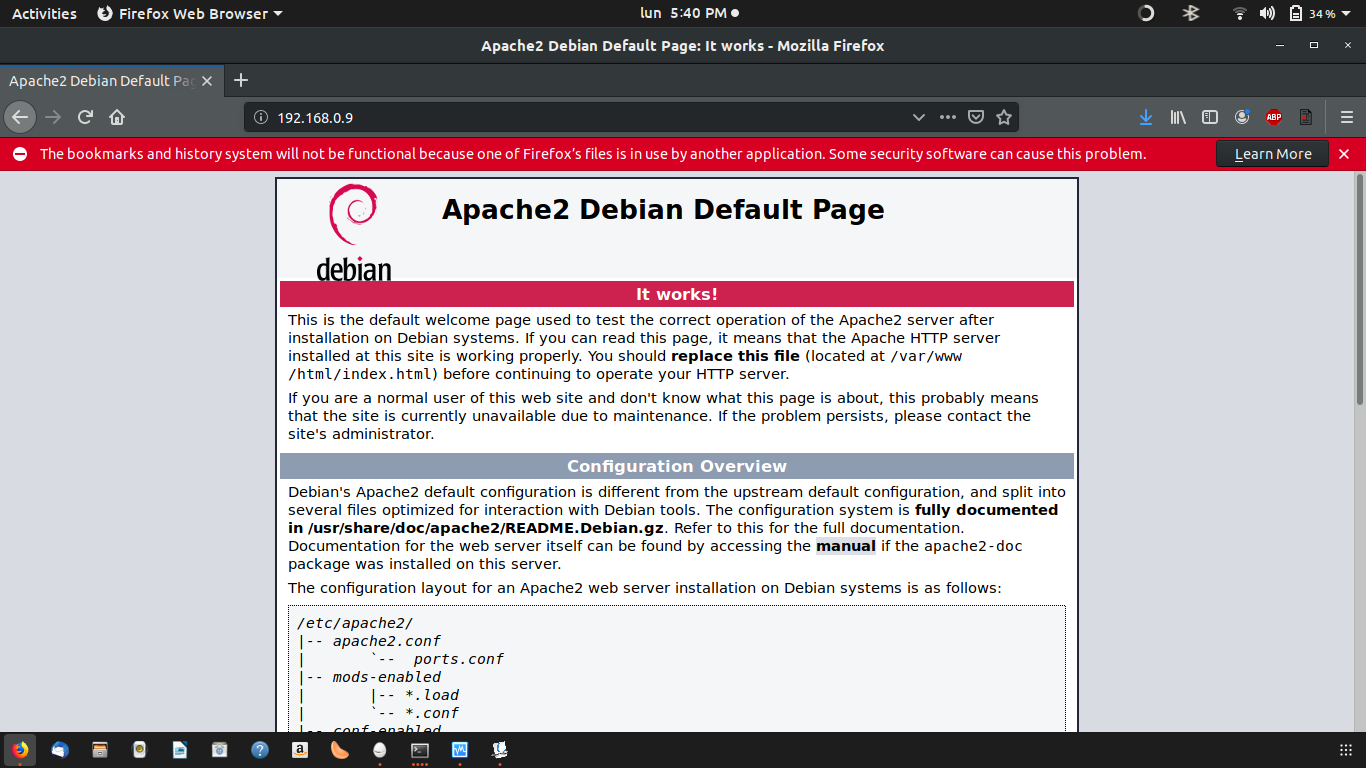 Activities Firefox Web Browser lun 5:40 PM 34 %
Apache2 Debian Default Page: It works - Mozilla Firefox
Apache2 Debian Default Pag
192.168.0.9 ABP
The bookmarks and history system will not be functional because one of Firefox's files is in use by another application. Some security software can cause this problem. Learn More
debian
Apache2 Debian Default Page
It works!
This is the default welcome page used to test the correct operation of the Apache2 server after
installation on Debian systems. If you can read this page, it means that the Apache HTTP server
installed at this site is working properly. You should replace this file (located at /var/www
/html/index.html) before continuing to operate your HTTP server.
If you are a normal user of this web site and don't know what this page is about, this probably means
that the site is currently unavailable due to maintenance. If the problem persists, please contact the
site's administrator.
Configuration Overview
Debian's Apache2 default configuration is different from the upstream default configuration, and split into
several files optimized for interaction with Debian tools. The configuration system is fully documented
in /usr/share/doc/apache2/README.Debian.gz. Refer to this for the full documentation.
Documentation for the web server itself can be found by accessing the manual if the apache2-doc
package was installed on this server.
The configuration layout for an Apache2 web server installation on Debian systems is as follows:
/etc/apache2/
|-- apache2.conf
|       `--  ports.conf
|-- mods-enabled
|       |-- *.load
|       `-- *.conf
|-- conf-enabled